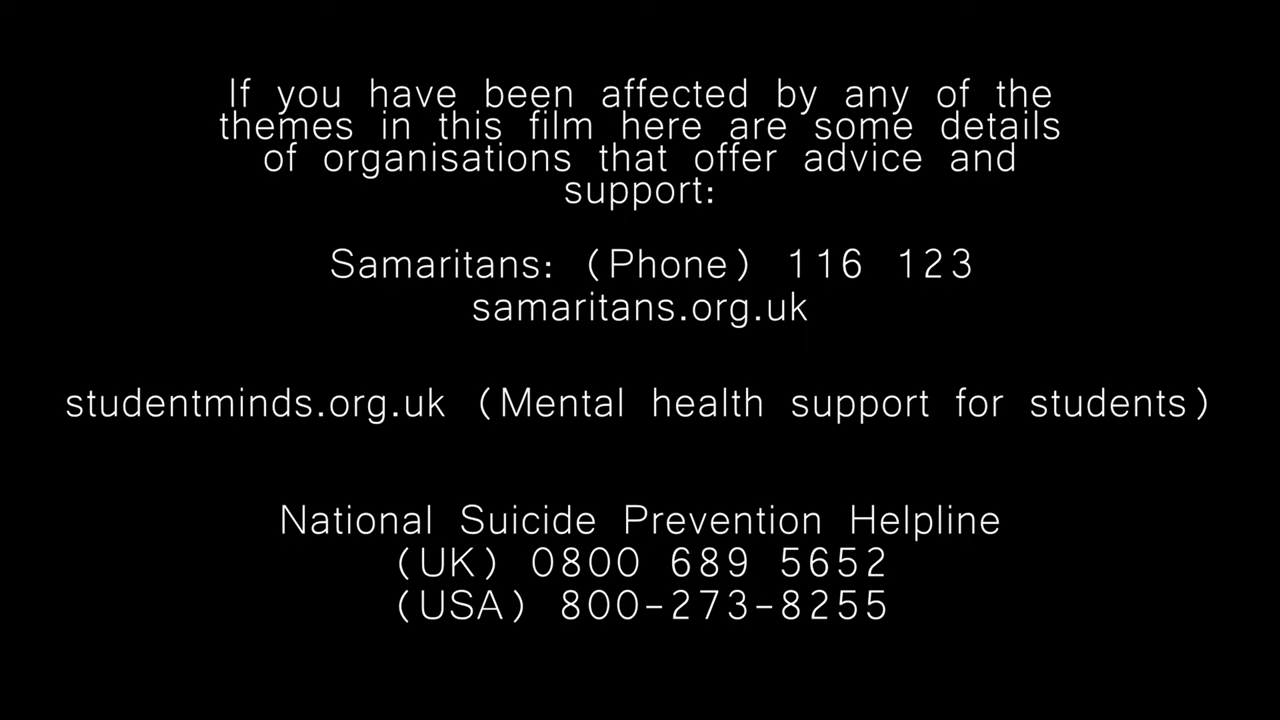 If you have been affected by any of the
themes in this film here are some details
of organisations that offer advice and
support:
Samaritans: (Phone) 116 123
samaritans.org.uk
studentminds.org.uk (Mental health support for students)
National Suicide Prevention Helpline
(UK) 0800 689 5652
(USA) 800-273-8255